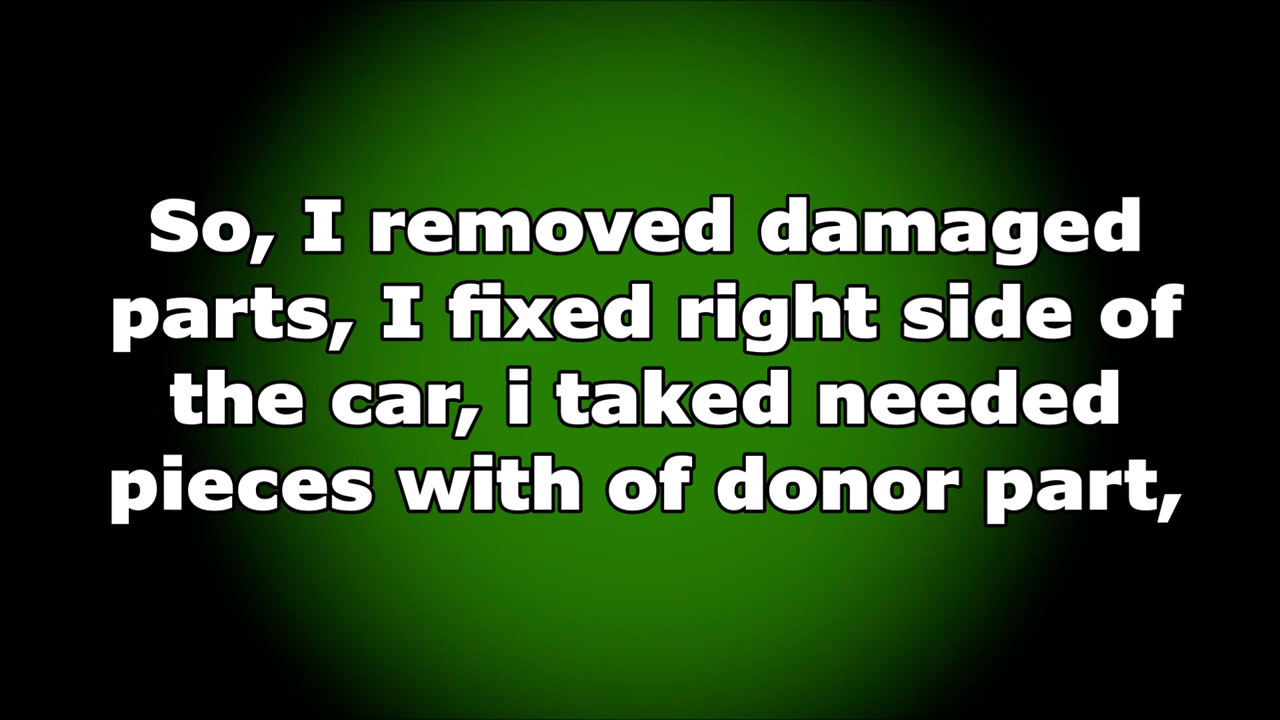 So, I removed damaged
parts, I fixed right side of
the car, i taked needed
pieces with of donor part,